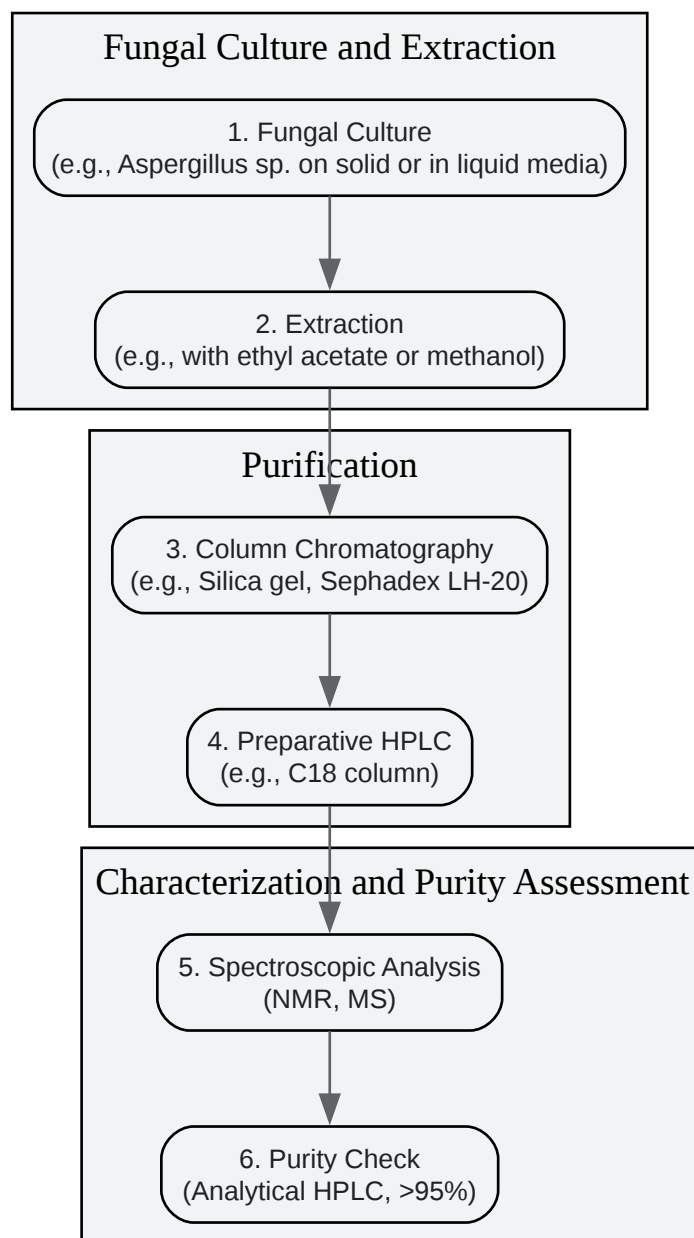 Fungal Culture and Extraction
1. Fungal Culture
(e.g., Aspergillus sp. on solid or in liquid media)
2. Extraction
(e.g., with ethyl acetate or methanol)
Purification
3. Column Chromatography
(e.g., Silica gel, Sephadex LH-20)
4. Preparative HPLC
(e.g., C18 column)
Characterization and Purity Assessment
5. Spectroscopic Analysis
(NMR, MS)
6. Purity Check
(Analytical HPLC, >95%)